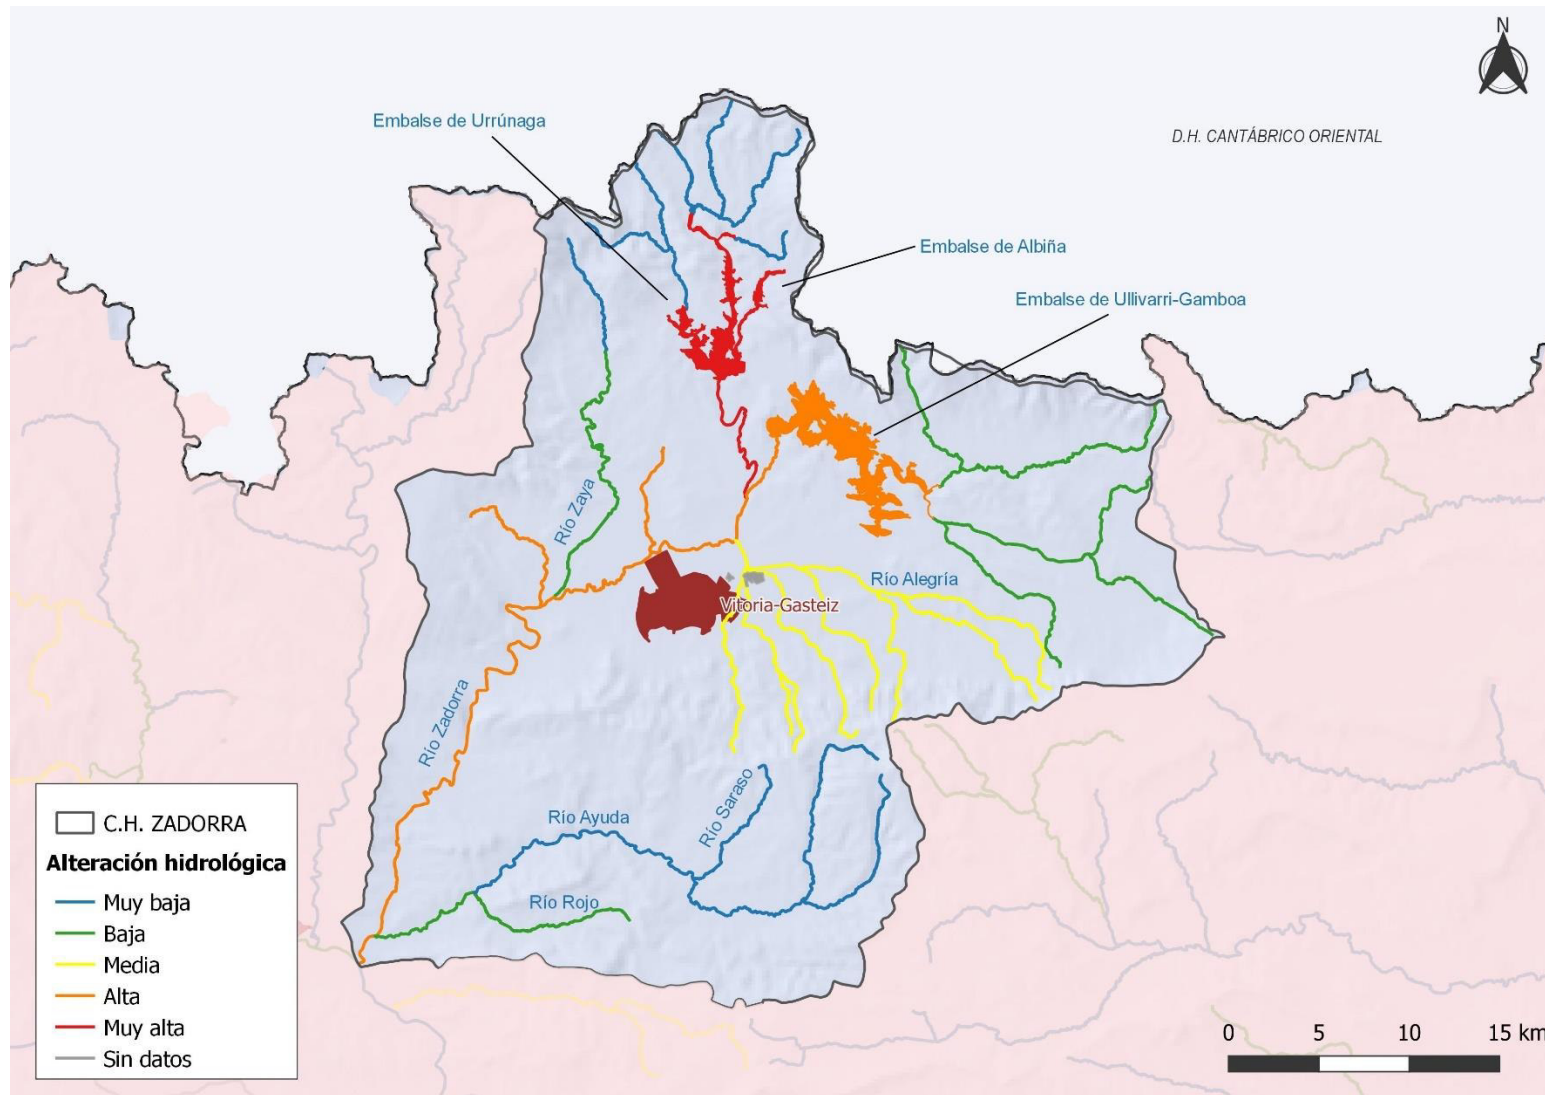 N
Embalse de Urrúnaga
D.H. CANTÁBRICO ORIENTAL
Embalse de Albiña
Embalse de Ullivarri-Gamboa
Río Zaya
Río Alegría
Vitoria-Gasteiz
Río Zadorra
Río Saraso
Río Ayuda
Río Rojo
C.H. ZADORRA
Alteración hidrológica
Muy baja
Baja
Media
Alta
Muy alta
Sin datos
0 5 10 15 km